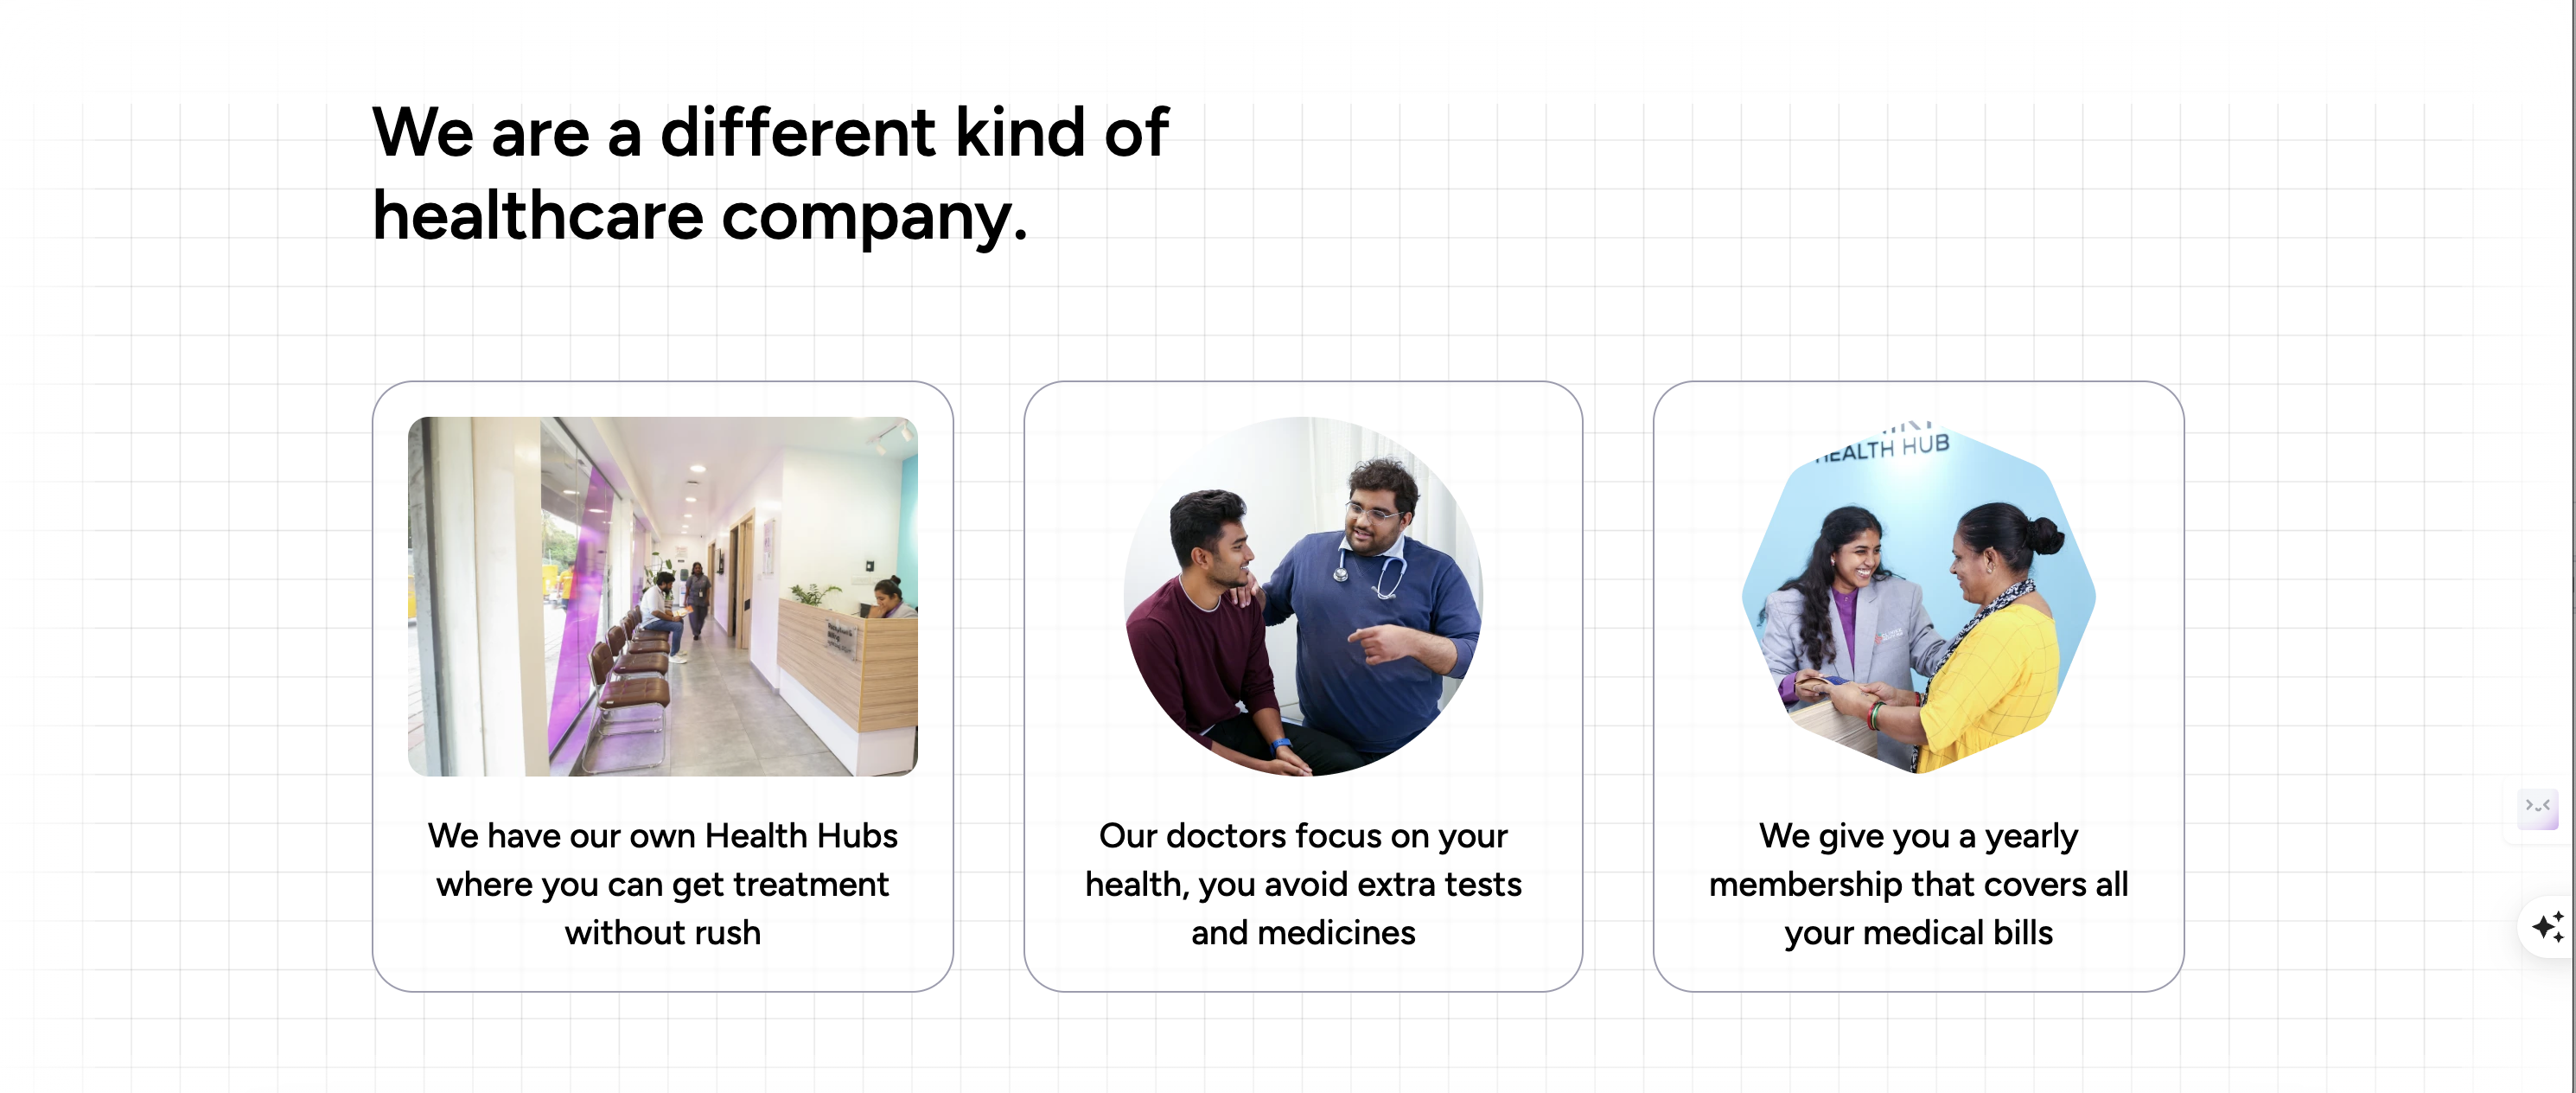 We are a different kind of
healthcare company.
HEALTH HUB
We have our own Health Hubs
where you can get treatment
without rush
Our doctors focus on your
health, you avoid extra tests
and medicines
We give you a yearly
membership that covers all
your medical bills